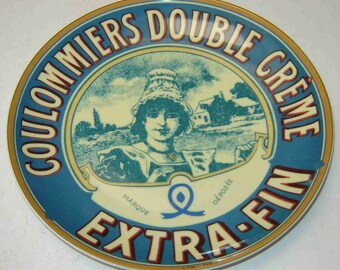 COULOMMIERS DOUBLE CRÈME
MARQUE DÉPOSÉE
EXTRA-FIN